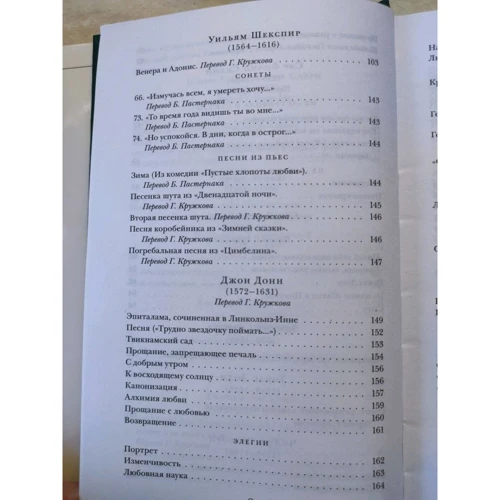 Уильям Шекспир
(1564—1616)
Венера и Адонис. Перевод Г. Кружкова 103
СОНЕТЫ
66. «Измучась всем, я умереть хочу...»
Перевод Б. Пастернака 143
73. «То время года видишь ты во мне...»
Перевод Б. Пастернака 143
74. «Но успокойся. В дни, когда в острог...»
Перевод Б. Пастернака 144
ПЕСНИ ИЗ ПЬЕС
Зима (Из комедии «Пустые хлопоты любви»).
Перевод Б. Пастернака 144
Песенка шута из «Двенадцатой ночи».
Перевод Г. Кружкова 145
Вторая песенка шута. Перевод Г. Кружкова 146
Песня коробейника из «Зимней сказки».
Перевод Г. Кружкова 146
Погребальная песня из «Цимбелина».
Перевод Г. Кружкова 147
Джон Донн
(1572—1631)
Перевод Г. Кружкова
Эпиталама, сочиненная в Линкольнз-Инне 149
Песня («Трудно звездочку поймать...») 152
Твикнамский сад 153
Прощание, запрещающее печаль 154
С добрым утром 156
К восходящему солнцу 156
Канонизация 157
Алхимия любви 159
Прощание с любовью 160
Возвращение 161
ЭЛЕГИИ
Портрет 162
Изменчивость 163
Любовная наука 164